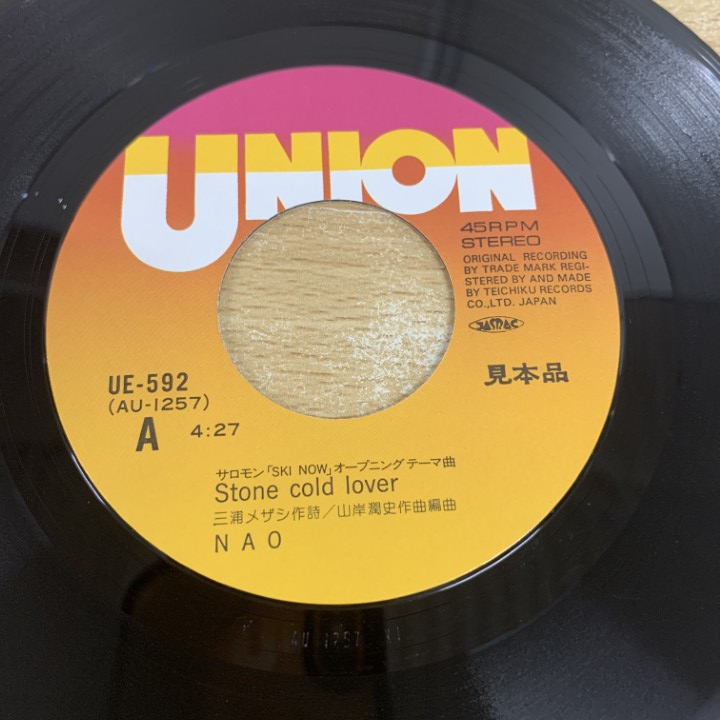 UNION
45RPM
STEREO
ORIGINAL RECORDING
BY TRADE MARK REGI-
STERED BY AND MADE
BY TEICHIKU RECORDS
CO.,LTD. JAPAN
JASRAC
見本品
UE-592
(AU-1257)
A 4:27
サロモン「SKI NOW」オープニングテーマ曲
Stone cold lover
三浦メザシ作詩/山岸潤史作曲編曲
NAO
AU-1257